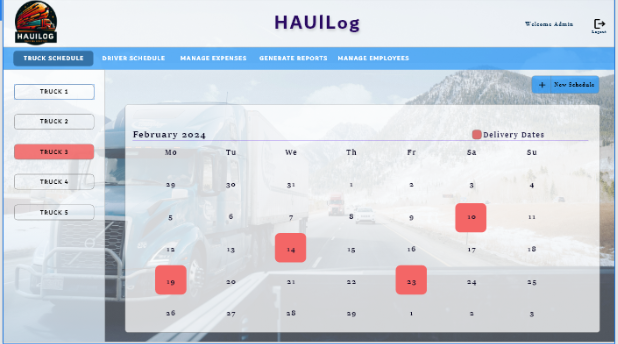 HAUILOG
HAUILog
Welcome Admin
Logout
TRUCK SCHEDULE DRIVER SCHEDULE MANAGE EXPENSES GENERATE REPORTS MANAGE EMPLOYEES
TRUCK 1
TRUCK 2
TRUCK 3
TRUCK 4
TRUCK 5
+ New Schedule
February 2024
Delivery Dates
Mo Tu We Th Fr Sa Su
29 30 31 1 2 3 4
5 6 7 8 9 10 11
12 13 14 15 16 17 18
19 20 21 22 23 24 25
26 27 28 29 1 2 3